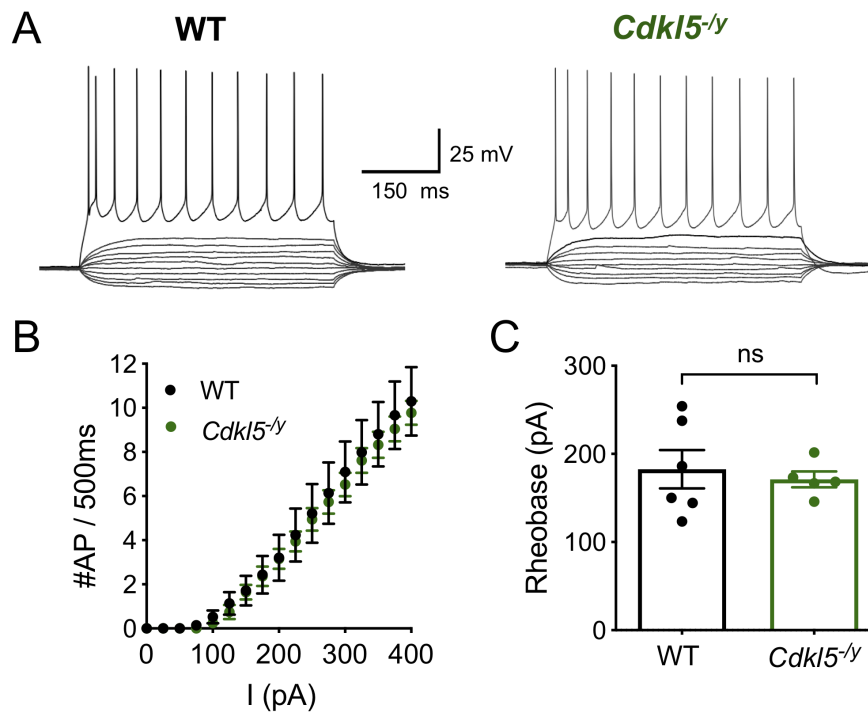 A
WT
Cdkl5-/y
25 mV
150 ms
B
12
10
8
6
4
2
0
#AP / 500ms
WT
Cdkl5-/y
0 100 200 300 400
I (pA)
C
300
200
100
0
Rheobase (pA)
ns
WT Cdkl5-/y